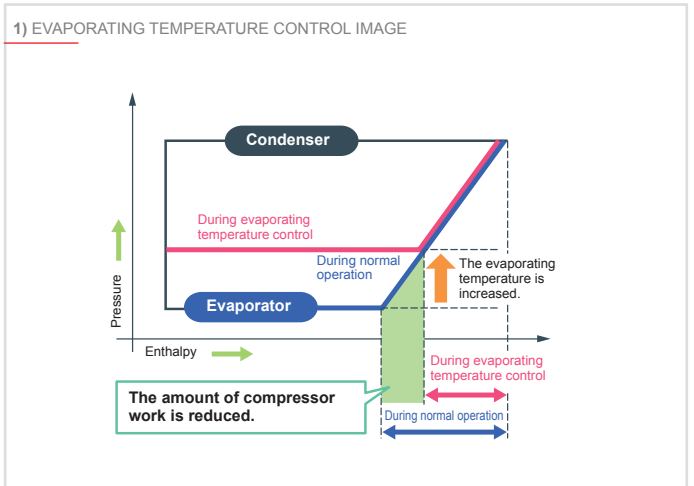 1) EVAPORATING TEMPERATURE CONTROL IMAGE
Condenser
During evaporating
temperature control
During normal
operation
The evaporating
temperature is
increased.
Pressure
Evaporator
Enthalpy
During evaporating
temperature control
The amount of compressor
work is reduced.
During normal operation